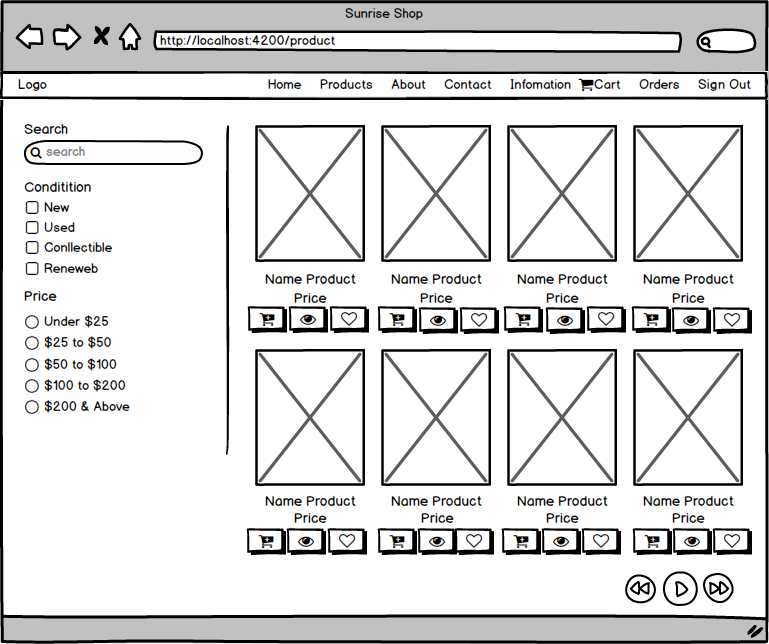 Sunrise Shop
http://localhost:4200/product
Logo Home Products About Contact Infomation Cart Orders Sign Out
Search
search
Conditition
New
Used
Conllectible
Reneweb
Price
Under $25
$25 to $50
$50 to $100
$100 to $200
$200 & Above
Name Product Name Product Name Product Name Product
Price Price Price Price
Name Product Name Product Name Product Name Product
Price Price Price Price